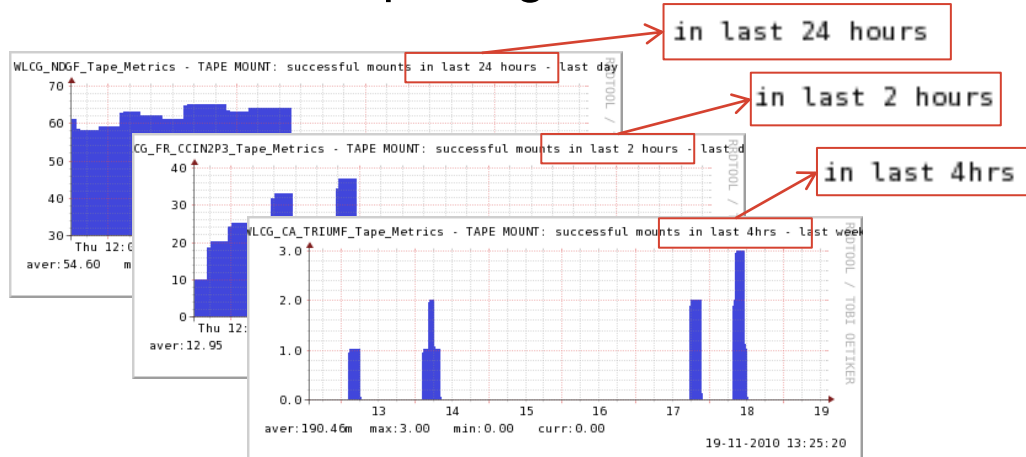 in last 24 hours
in last 2 hours
in last 4hrs
WLCG_NDGF_Tape_Metrics - TAPE MOUNT: successful mounts in last 24 hours - last day
70
60
50
40
30
Thu 12:0
aver:54.60 m
RRDTOOL /
CG_FR_CCIN2P3_Tape_Metrics - TAPE MOUNT: successful mounts in last 2 hours - last d
40
30
20
10
0
Thu 12:
aver:12.95
RRDTOOL /
WLCG_CA_TRIUMF_Tape_Metrics - TAPE MOUNT: successful mounts in last 4hrs - last week
3.0
2.0
1.0
0.0
13 14 15 16 17 18 19
aver:190.46m max:3.00 min:0.00 curr:0.00
19-11-2010 13:25:20
RRDTOOL / TOBI OETIKER